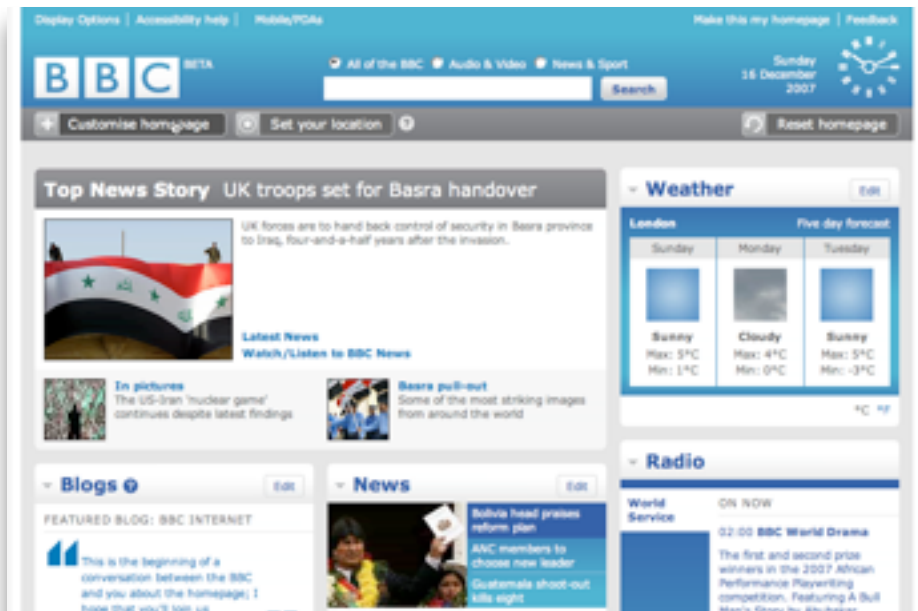 Display Options | Accessibility help | Mobile/PDAs
Make this my homepage | Feedback
BBC BETA
All of the BBC Audio & Video News & Sport
Search
Sunday
16 December
2007
Customise homepage
Set your location ?
Reset homepage
Top News Story UK troops set for Basra handover
UK forces are to hand back control of security in Basra province
to Iraq, four-and-a-half years after the invasion.
Latest News
Watch/Listen to BBC News
In pictures
The US-Iran 'nuclear game'
continues despite latest findings
Basra pull-out
Some of the most striking images
from around the world
Weather
Edit
London Five day forecast
Sunday Monday Tuesday
Sunny Cloudy Sunny
Max: 5°C Max: 4°C Max: 5°C
Min: 1°C Min: 0°C Min: -3°C
°C °F
Blogs ?
Edit
FEATURED BLOG: BBC INTERNET
This is the beginning of a
conversation between the BBC
and you about the homepage; I
hope that you'll join us
News
Edit
Bolivia head praises
reform plan
ANC members to
choose new leader
Guatemala shoot-out
kills eight
Radio
World
Service
ON NOW
02:00 BBC World Drama
The first and second prize
winners in the 2007 African
Performance Playwriting
competition. Featuring A Bull
Man's Story by